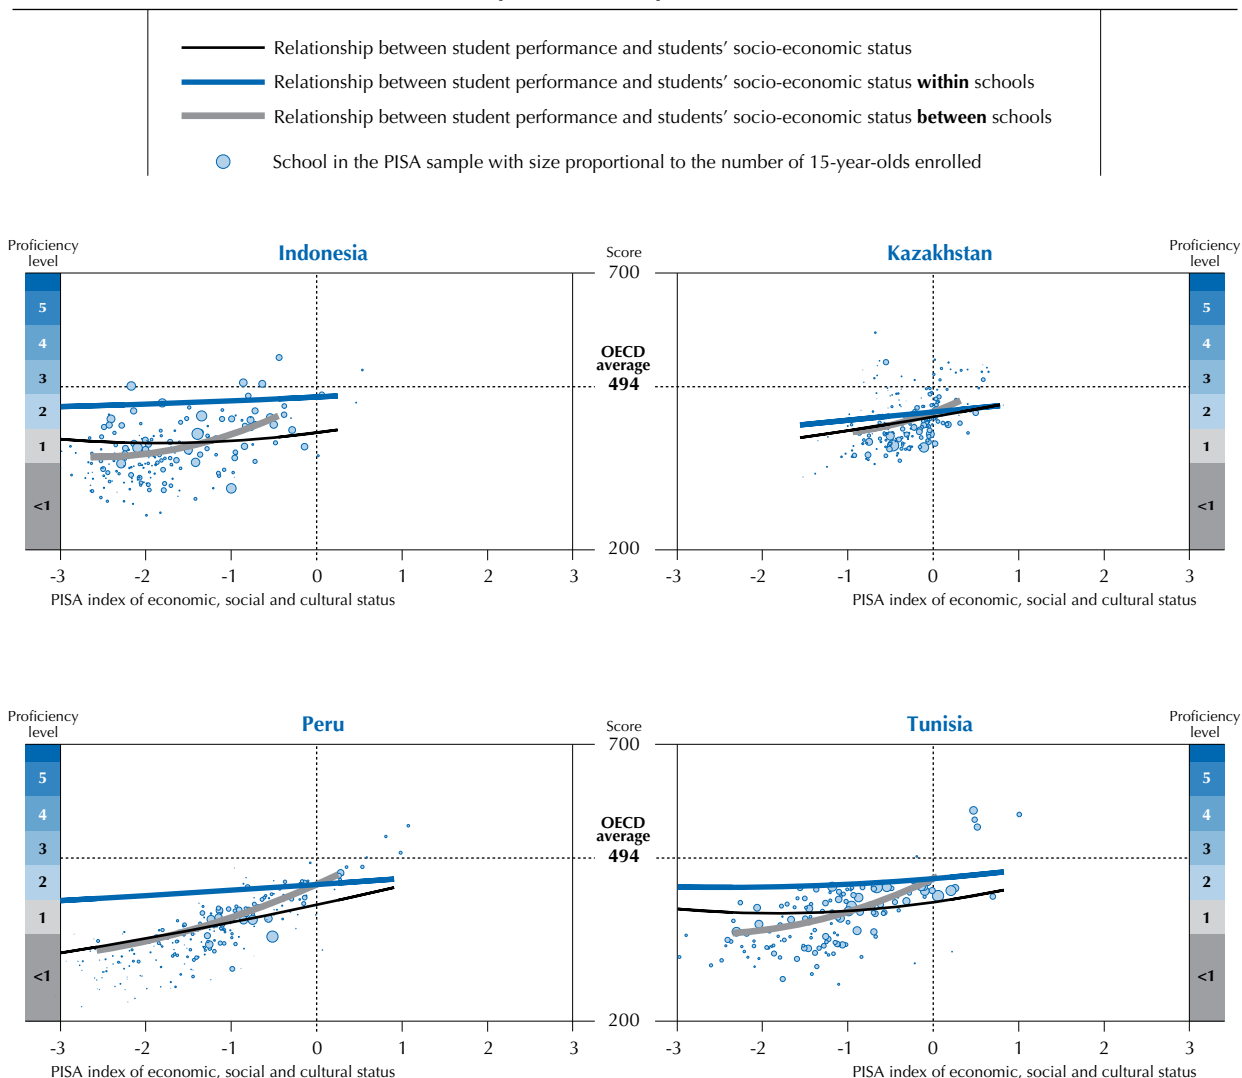 Relationship between student performance and students' socio-economic status
Relationship between student performance and students' socio-economic status within schools
Relationship between student performance and students' socio-economic status between schools
School in the PISA sample with size proportional to the number of 15-year-olds enrolled
Proficiency level
Indonesia
Score
Kazakhstan
Proficiency level
700
5
5
4
4
OECD average
3
494
3
2
2
1
1
<1
<1
200
-3 -2 -1 0 1 2 3
-3 -2 -1 0 1 2 3
PISA index of economic, social and cultural status
PISA index of economic, social and cultural status
Proficiency level
Peru
Score
Tunisia
Proficiency level
700
5
5
4
4
OECD average
3
494
3
2
2
1
1
<1
<1
200
-3 -2 -1 0 1 2 3
-3 -2 -1 0 1 2 3
PISA index of economic, social and cultural status
PISA index of economic, social and cultural status